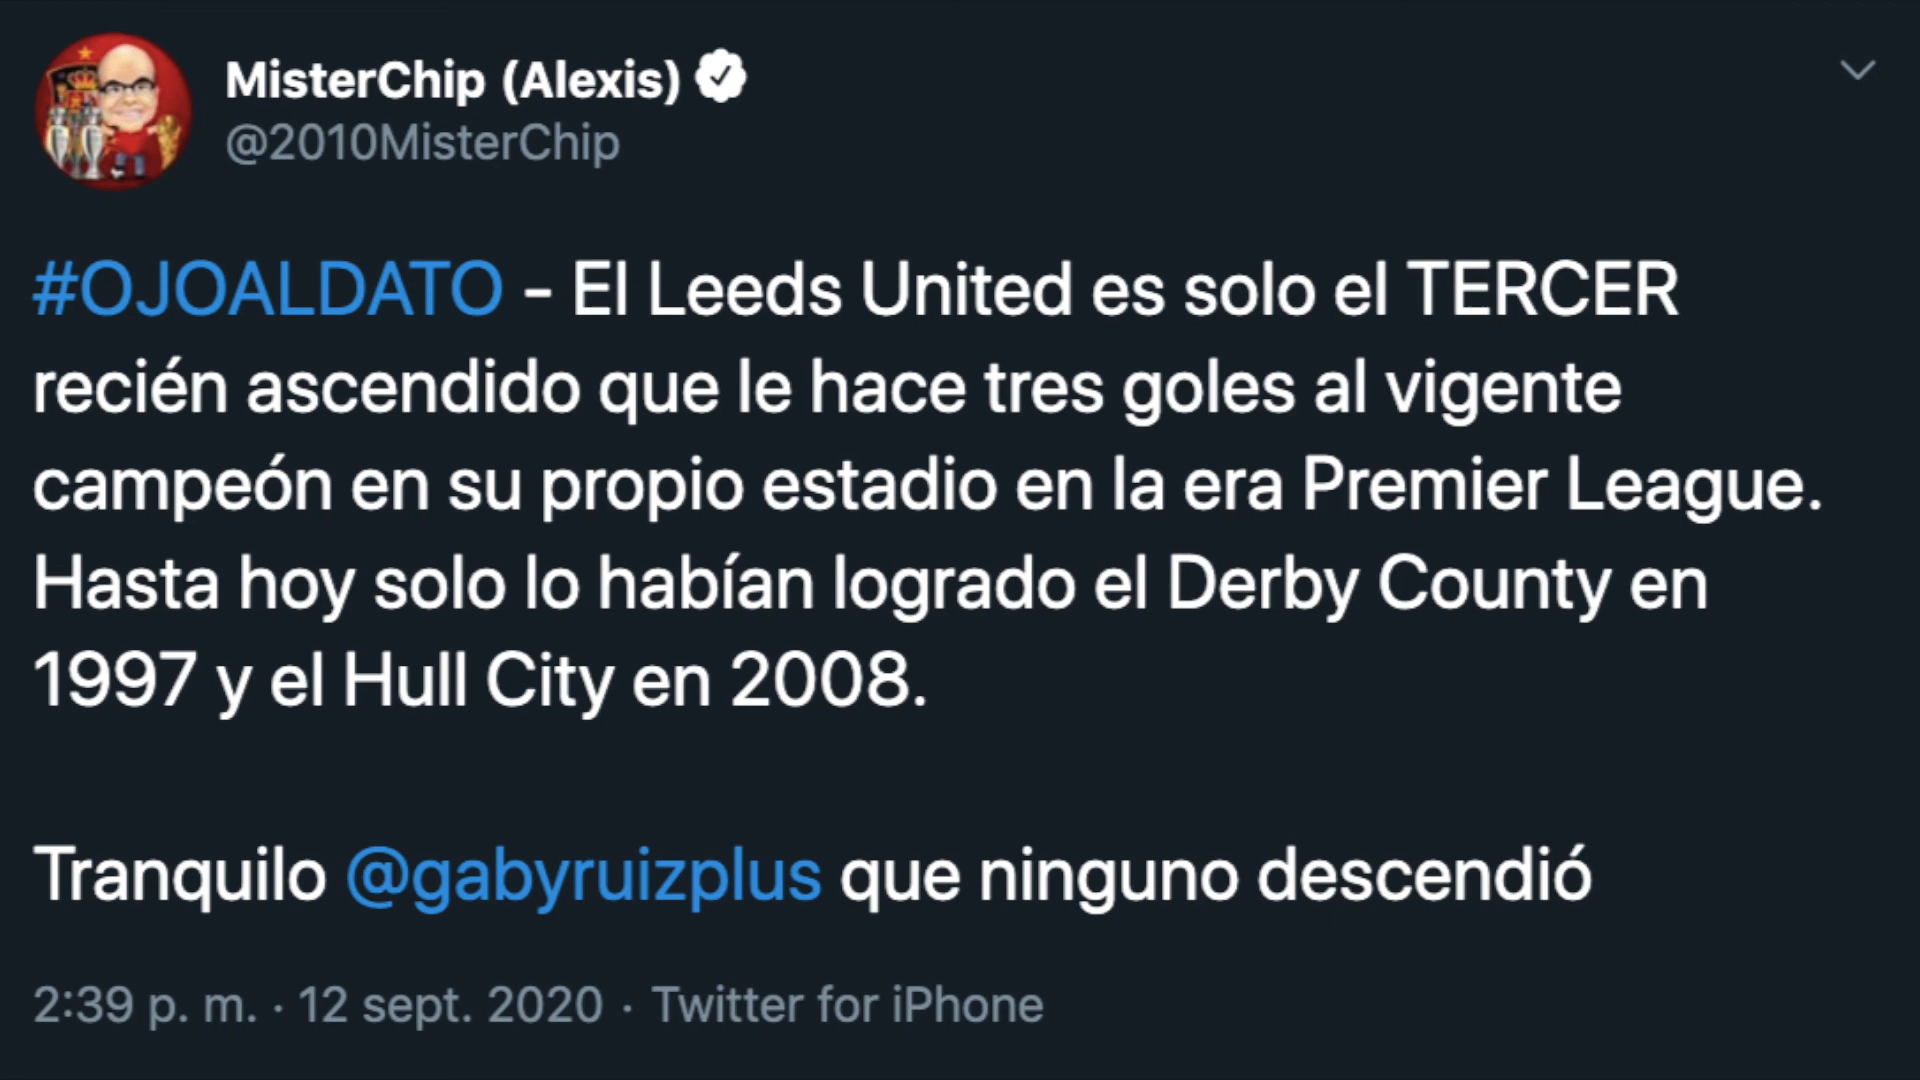 MisterChip (Alexis)
@2010MisterChip
#OJOALDATO - El Leeds United es solo el TERCER
recién ascendido que le hace tres goles al vigente
campeón en su propio estadio en la era Premier League.
Hasta hoy solo lo habían logrado el Derby County en
1997 y el Hull City en 2008.
Tranquilo @gabyruizplus que ninguno descendió
2:39 p. m. · 12 sept. 2020 · Twitter for iPhone